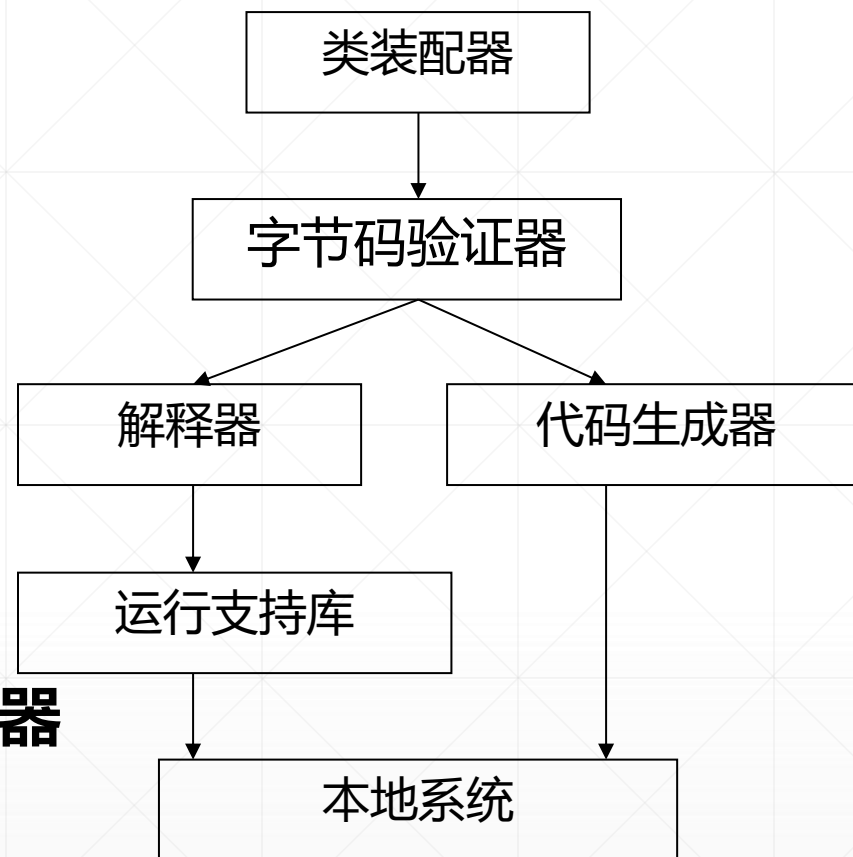 类装配器
字节码验证器
解释器
代码生成器
运行支持库
器
本地系统